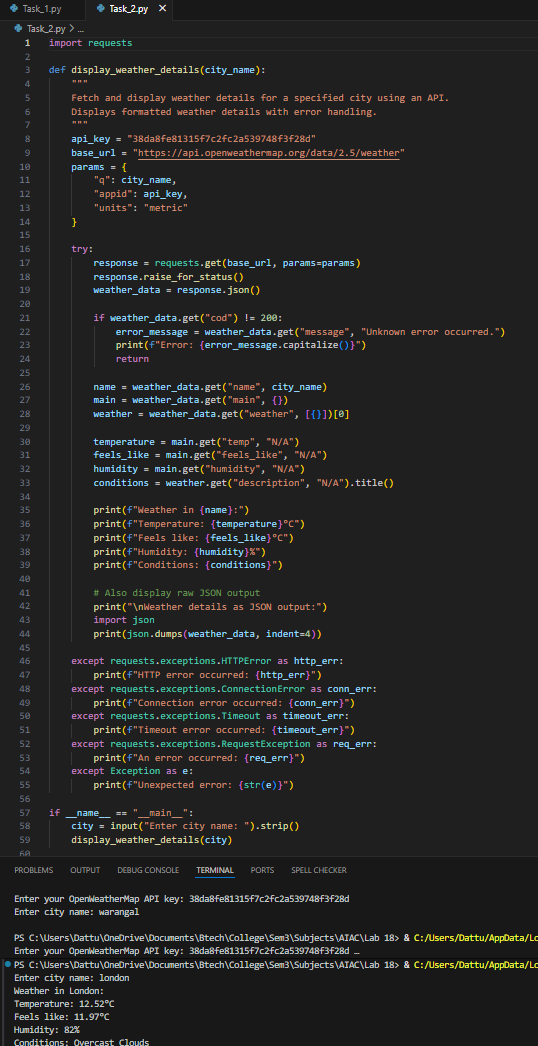 Task_1.py
Task_2.py
Task_2.py > ...
1 import requests
2
3 def display_weather_details(city_name):
4 """
5 Fetch and display weather details for a specified city using an API.
6 Displays formatted weather details with error handling.
7 """
8 api_key = "38da8fe81315f7c2fc2a539748f3f28d"
9 base_url = "https://api.openweathermap.org/data/2.5/weather"
10 params = {
11 "q": city_name,
12 "appid": api_key,
13 "units": "metric"
14 }
15
16 try:
17 response = requests.get(base_url, params=params)
18 response.raise_for_status()
19 weather_data = response.json()
20
21 if weather_data.get("cod") != 200:
22 error_message = weather_data.get("message", "Unknown error occurred.")
23 print(f"Error: {error_message.capitalize()}")
24 return
25
26 name = weather_data.get("name", city_name)
27 main = weather_data.get("main", {})
28 weather = weather_data.get("weather", [{}])[0]
29
30 temperature = main.get("temp", "N/A")
31 feels_like = main.get("feels_like", "N/A")
32 humidity = main.get("humidity", "N/A")
33 conditions = weather.get("description", "N/A").title()
34
35 print(f"Weather in {name}:")
36 print(f"Temperature: {temperature}°C")
37 print(f"Feels like: {feels_like}°C")
38 print(f"Humidity: {humidity}%")
39 print(f"Conditions: {conditions}")
40
41 # Also display raw JSON output
42 print("\nWeather details as JSON output:")
43 import json
44 print(json.dumps(weather_data, indent=4))
45
46 except requests.exceptions.HTTPError as http_err:
47 print(f"HTTP error occurred: {http_err}")
48 except requests.exceptions.ConnectionError as conn_err:
49 print(f"Connection error occurred: {conn_err}")
50 except requests.exceptions.Timeout as timeout_err:
51 print(f"Timeout error occurred: {timeout_err}")
52 except requests.exceptions.RequestException as req_err:
53 print(f"An error occurred: {req_err}")
54 except Exception as e:
55 print(f"Unexpected error: {str(e)}")
56
57 if __name__ == "__main__":
58 city = input("Enter city name: ").strip()
59 display_weather_details(city)
60
PROBLEMS OUTPUT DEBUG CONSOLE TERMINAL PORTS SPELL CHECKER
Enter your OpenWeatherMap API key: 38da8fe81315f7c2fc2a539748f3f28d
Enter city name: warangal
PS C:\Users\Dattu\OneDrive\Documents\Btech\College\Sem3\Subjects\AIAC\Lab 18> & C:/Users/Dattu/AppData/Lo
Enter your OpenWeatherMap API key: 38da8fe81315f7c2fc2a539748f3f28d …
PS C:\Users\Dattu\OneDrive\Documents\Btech\College\Sem3\Subjects\AIAC\Lab 18> & C:/Users/Dattu/AppData/Lo
Enter city name: london
Weather in London:
Temperature: 12.52°C
Feels like: 11.97°C
Humidity: 82%
Conditions: Overcast Clouds